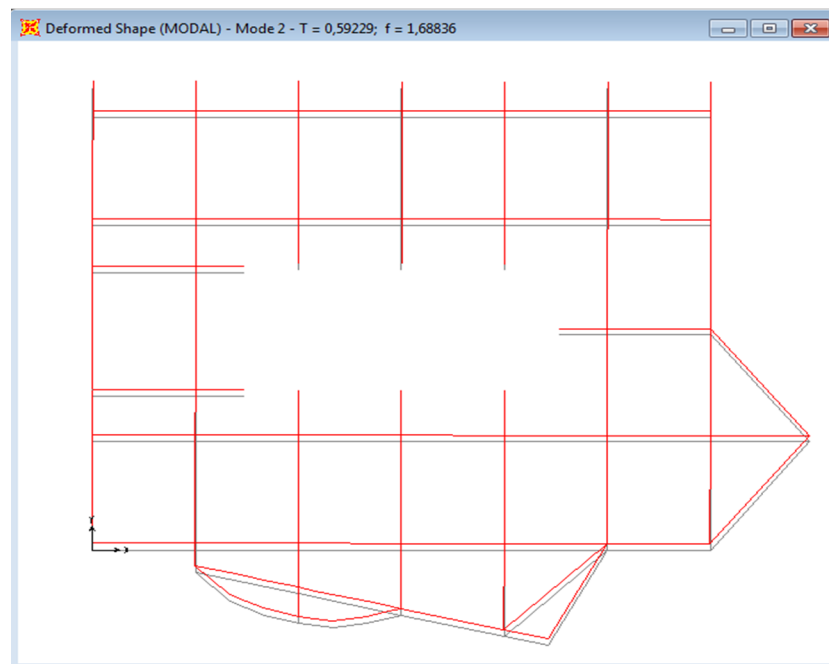 Deformed Shape (MODAL) - Mode 2 - T = 0,59229; f = 1,68836
Y
X